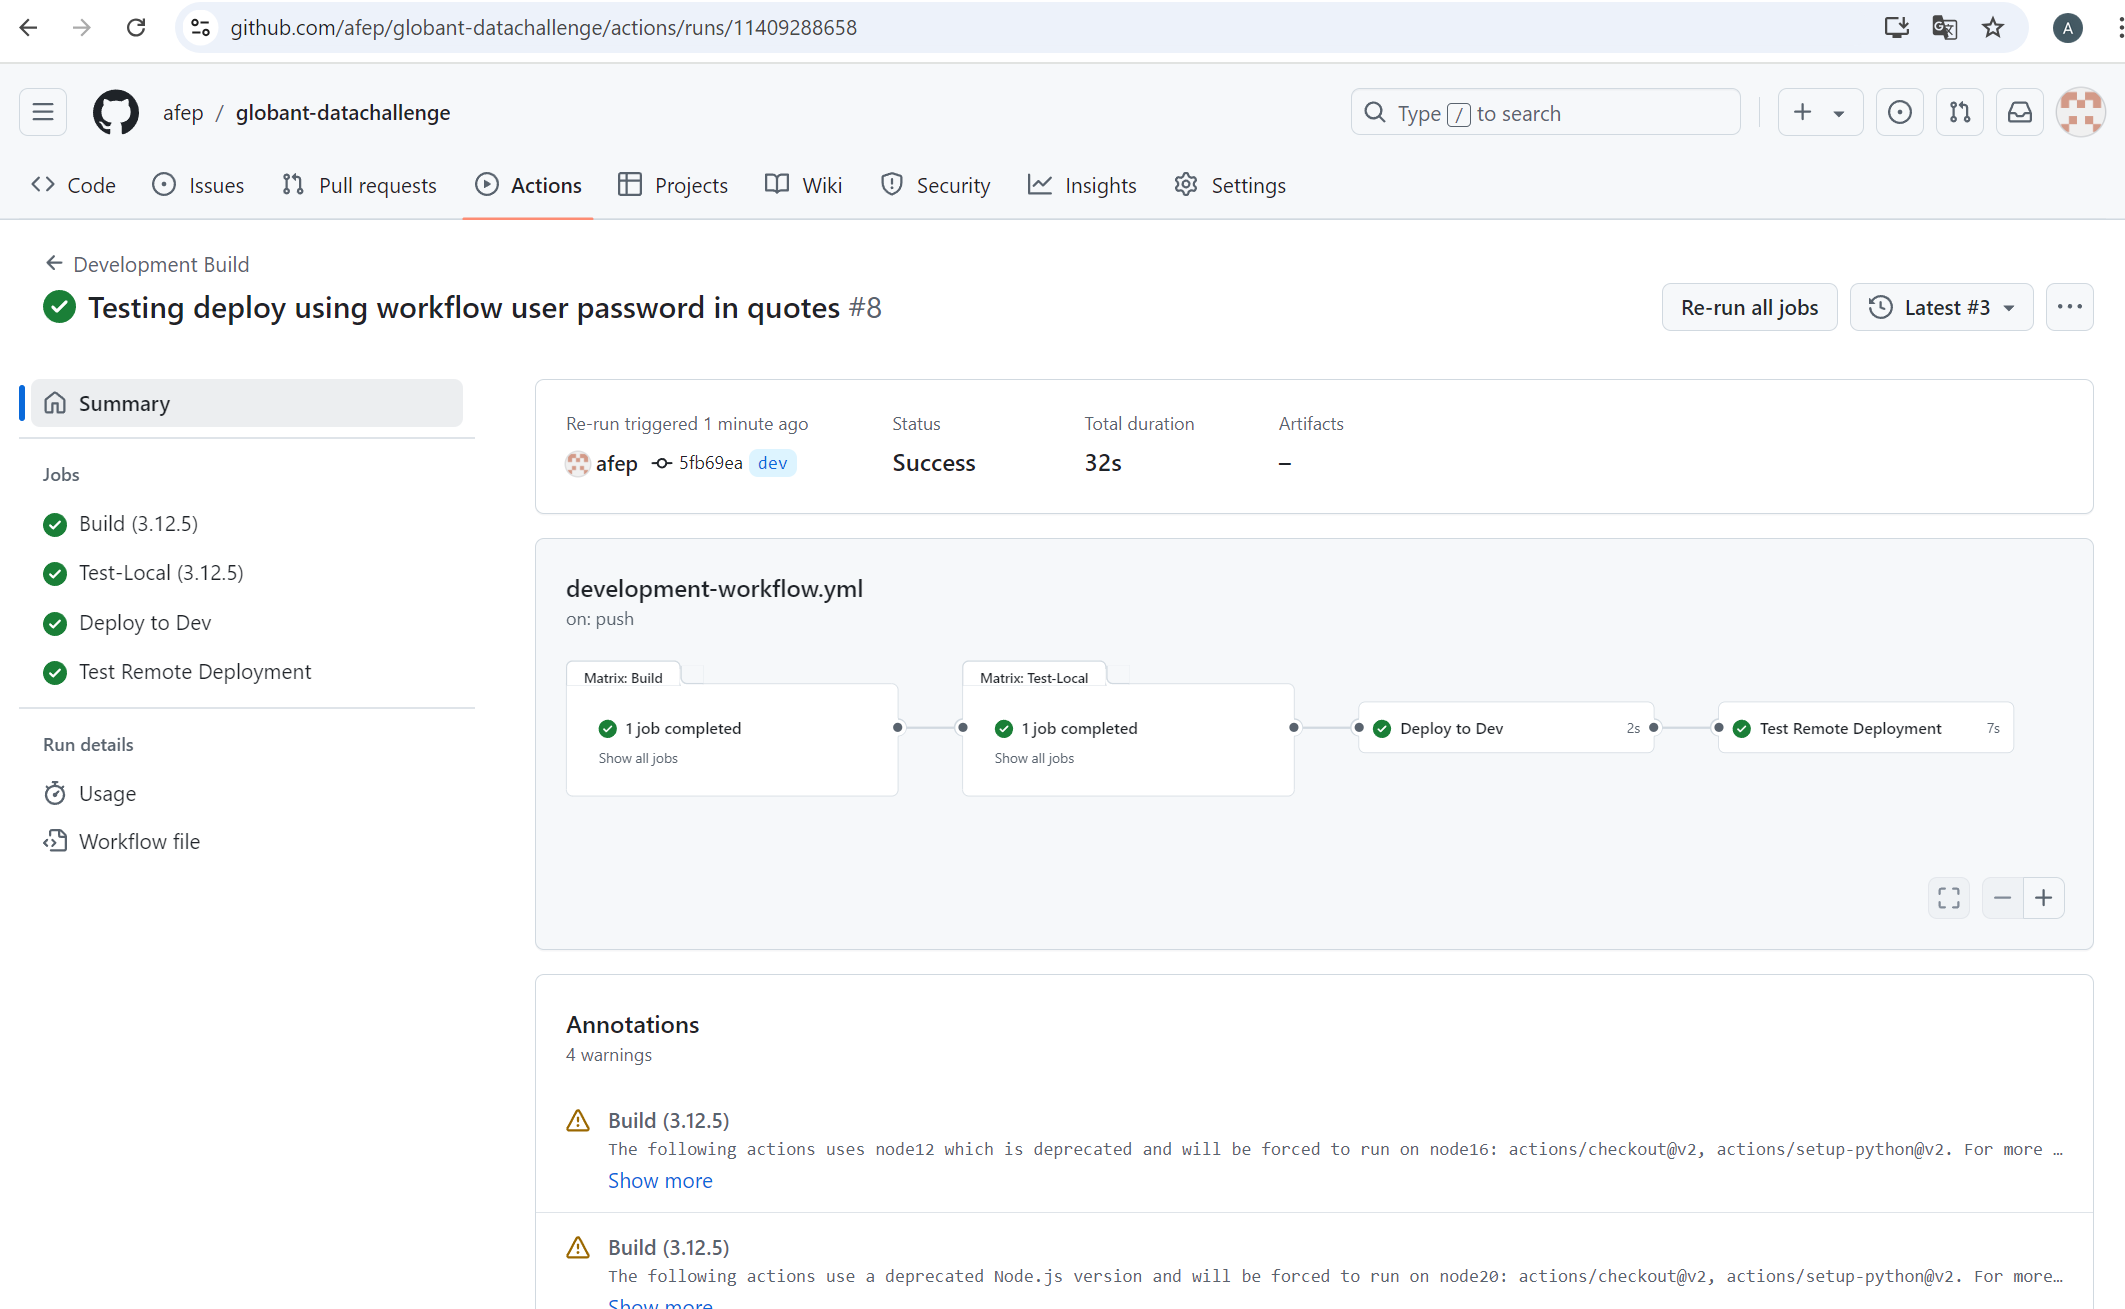 github.com/afep/globant-datachallenge/actions/runs/11409288658
A
afep / globant-datachallenge
Type / to search
Code Issues Pull requests Actions Projects Wiki Security Insights Settings
Development Build
Testing deploy using workflow user password in quotes #8
Re-run all jobs
Latest #3
Summary
Jobs
Build (3.12.5)
Test-Local (3.12.5)
Deploy to Dev
Test Remote Deployment
Run details
Usage
Workflow file
Re-run triggered 1 minute ago
afep 5fb69ea dev
Status
Success
Total duration
32s
Artifacts
–
development-workflow.yml
on: push
Matrix: Build
1 job completed
Show all jobs
Matrix: Test-Local
1 job completed
Show all jobs
Deploy to Dev 2s
Test Remote Deployment 7s
Annotations
4 warnings
Build (3.12.5)
The following actions uses node12 which is deprecated and will be forced to run on node16: actions/checkout@v2, actions/setup-python@v2. For more …
Show more
Build (3.12.5)
The following actions use a deprecated Node.js version and will be forced to run on node20: actions/checkout@v2, actions/setup-python@v2. For more…
Show more